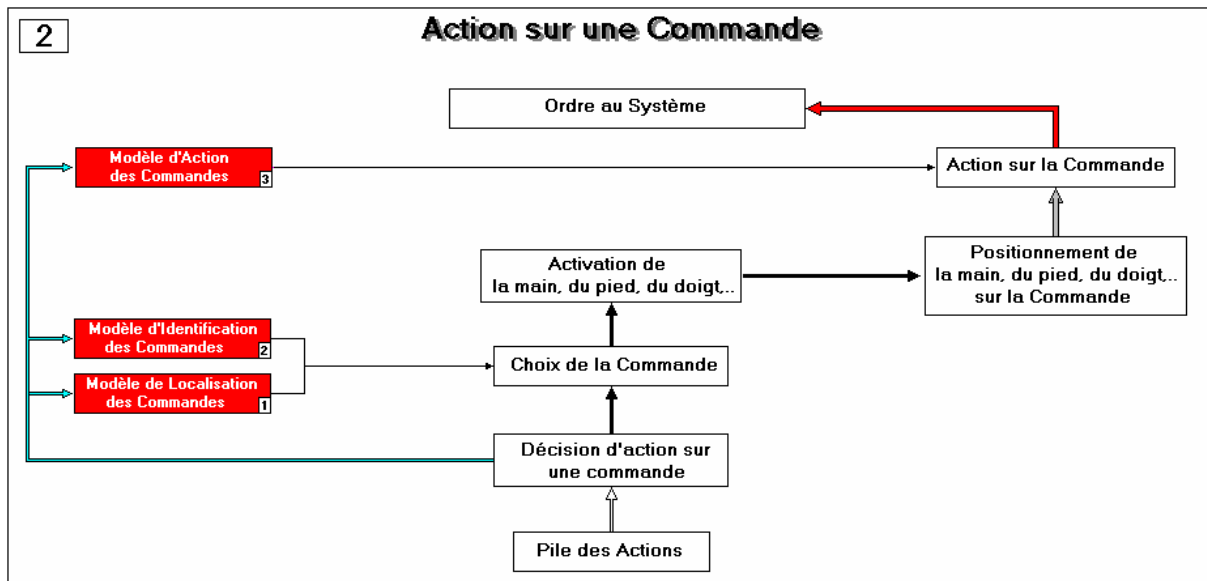 2
Action sur une Commande
Ordre au Système
Modèle d'Action
des Commandes
3
Action sur la Commande
Activation de
la main, du pied, du doigt,..
Positionnement de
la main, du pied, du doigt,..
sur la Commande
Modèle d'Identification
des Commandes
2
Choix de la Commande
Modèle de Localisation
des Commandes
1
Décision d'action sur
une commande
Pile des Actions